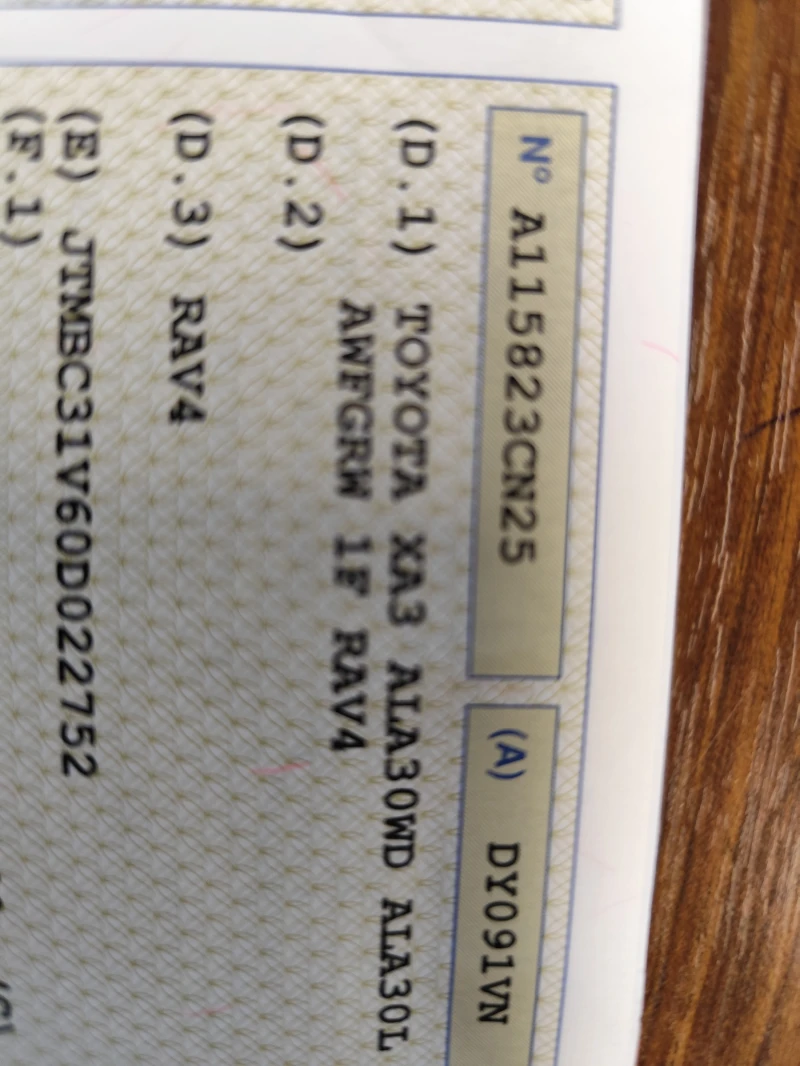 N° A115823CN25 (A) DY091VN
(D.1) TOYOTA XA3 ALA30WD ALA30L
AWFGRW 1F RAV4
(D.2)
(D.3) RAV4
(E) JTMBC31V60D022752
(F.1)